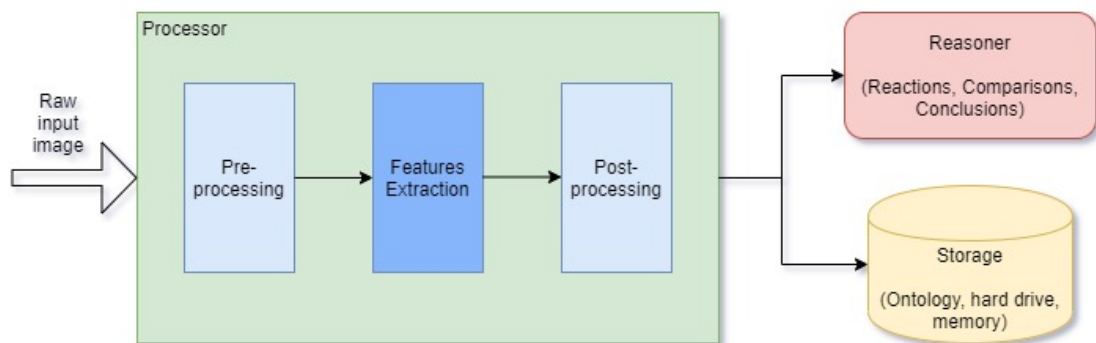 Processor
Raw
input
image
Pre-
processing
Features
Extraction
Post-
processing
Reasoner
(Reactions, Comparisons,
Conclusions)
Storage
(Ontology, hard drive,
memory)